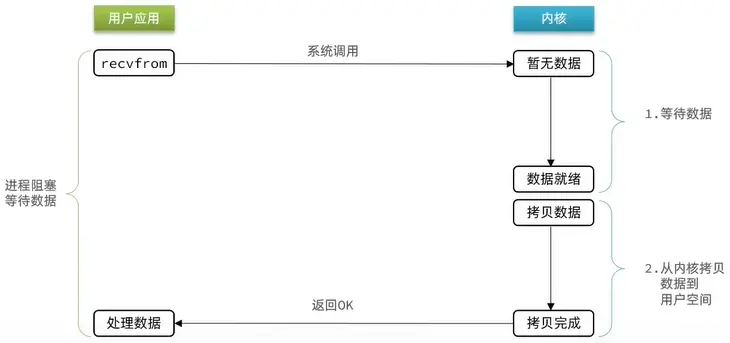 用户应用
内核
recvfrom
系统调用
暂无数据
1.等待数据
进程阻塞
等待数据
数据就绪
拷贝数据
2.从内核拷贝
数据到
用户空间
处理数据
返回OK
拷贝完成